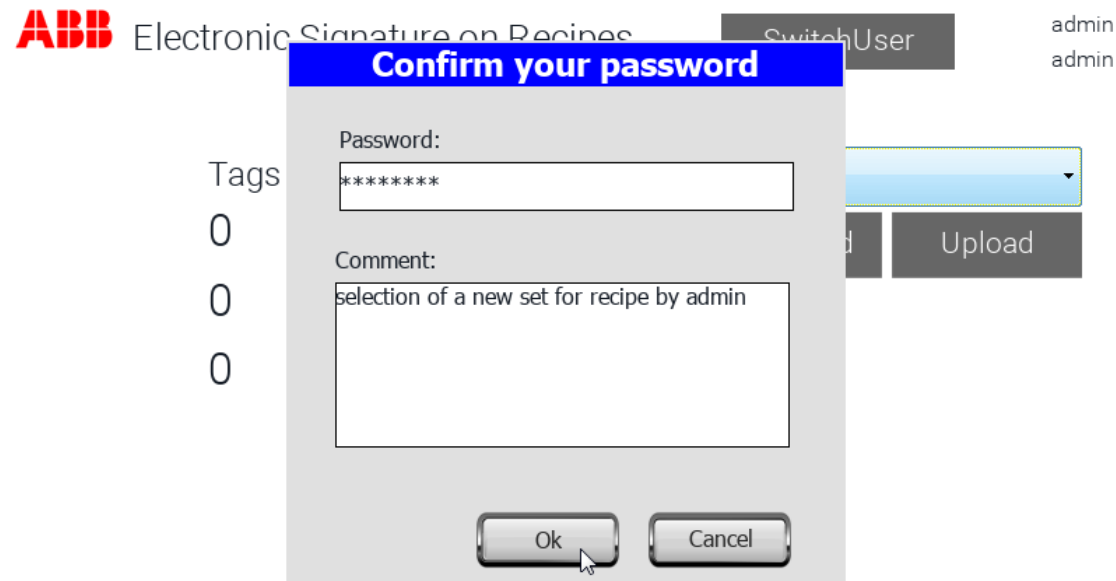 ABB
Electronic Signature on Recipes
SwitchUser
admin
admin
Confirm your password
Password:
********
Tags
0
0
0
Upload
Comment:
selection of a new set for recipe by admin
Ok
Cancel